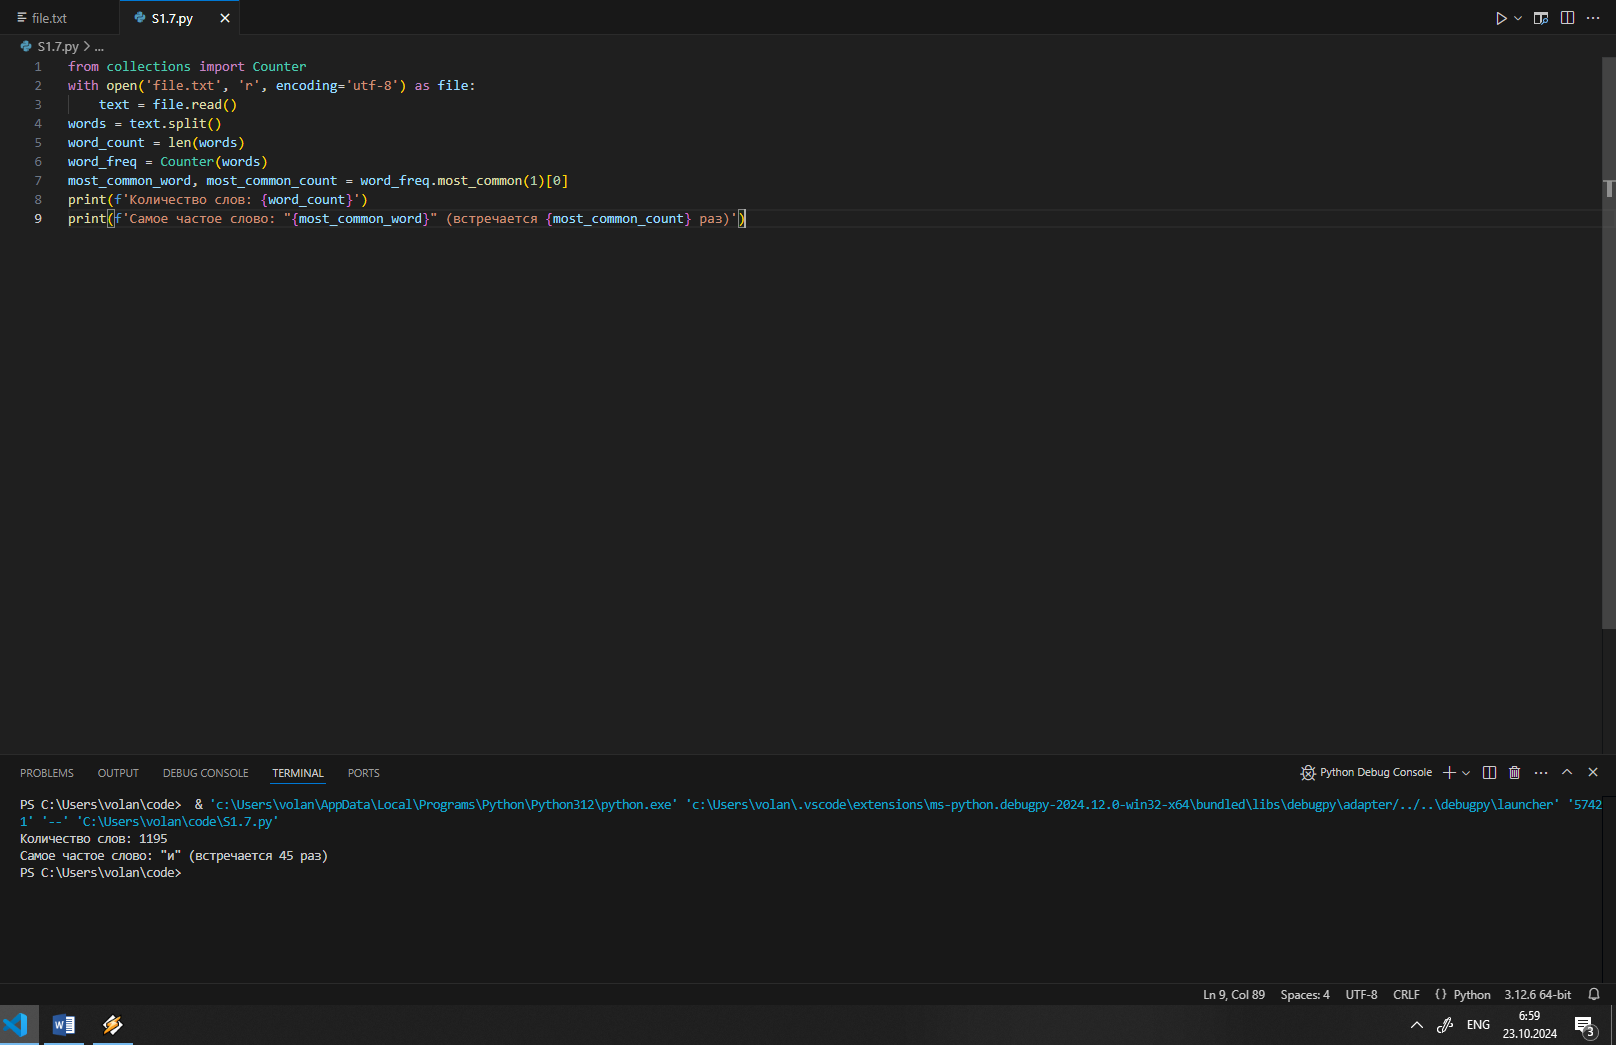 file.txt
S1.7.py
S1.7.py > ...
1 from collections import Counter
2 with open('file.txt', 'r', encoding='utf-8') as file:
3     text = file.read()
4 words = text.split()
5 word_count = len(words)
6 word_freq = Counter(words)
7 most_common_word, most_common_count = word_freq.most_common(1)[0]
8 print(f'Количество слов: {word_count}')
9 print(f'Самое частое слово: "{most_common_word}" (встречается {most_common_count} раз)')
PROBLEMS OUTPUT DEBUG CONSOLE TERMINAL PORTS
Python Debug Console
PS C:\Users\volan\code>  & 'c:\Users\volan\AppData\Local\Programs\Python\Python312\python.exe' 'c:\Users\volan\.vscode\extensions\ms-python.debugpy-2024.12.0-win32-x64\bundled\libs\debugpy\adapter/../..\debugpy\launcher' '5742
1' '--' 'C:\Users\volan\code\S1.7.py'
Количество слов: 1195
Самое частое слово: "и" (встречается 45 раз)
PS C:\Users\volan\code>
Ln 9, Col 89 Spaces: 4 UTF-8 CRLF {} Python 3.12.6 64-bit
ENG
6:59
23.10.2024
3